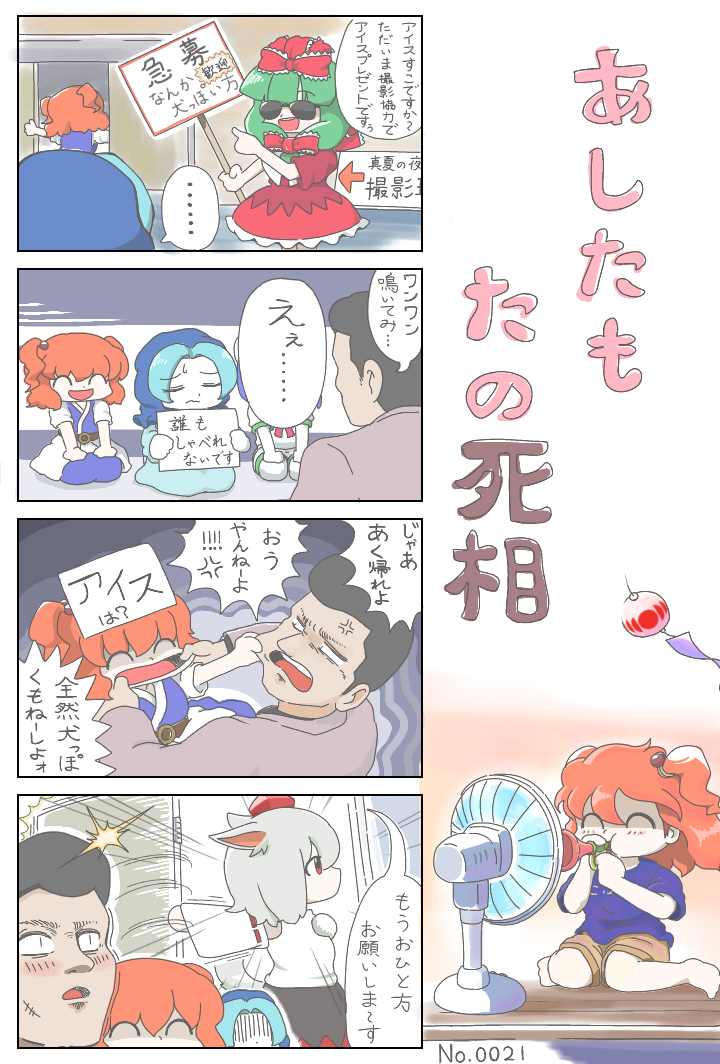 あしたも
たの死相
アイスすこですか?
ただいま撮影協力で
アイスプレゼントですぅ
急募
歓迎
なんか
犬っぽい方
真夏の夜
撮影
・・・・・・
ワンワン
鳴いてみ…
えぇ……
誰も
しゃべれ
ないです
じゃあ
あく帰れよ
おう
やんねーよ
!!!!
アイス
は?
全然犬っぽ
くもねーしよォ
もうおひと方
お願いしま〜す
No.0021